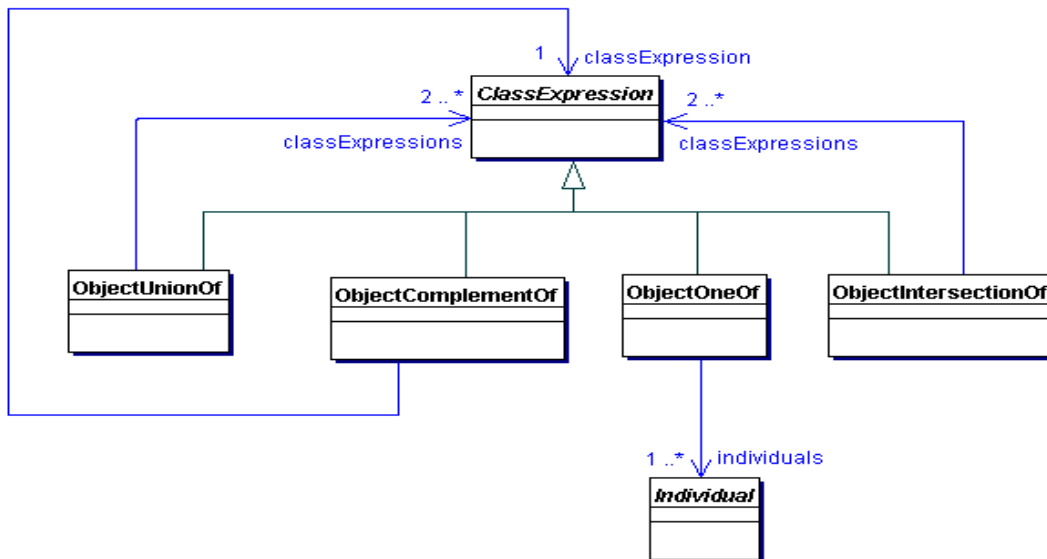 1 classExpression
ClassExpression
2 ..*
2 ..*
classExpressions
classExpressions
ObjectUnionOf
ObjectComplementOf
ObjectOneOf
ObjectIntersectionOf
1 ..* individuals
Individual